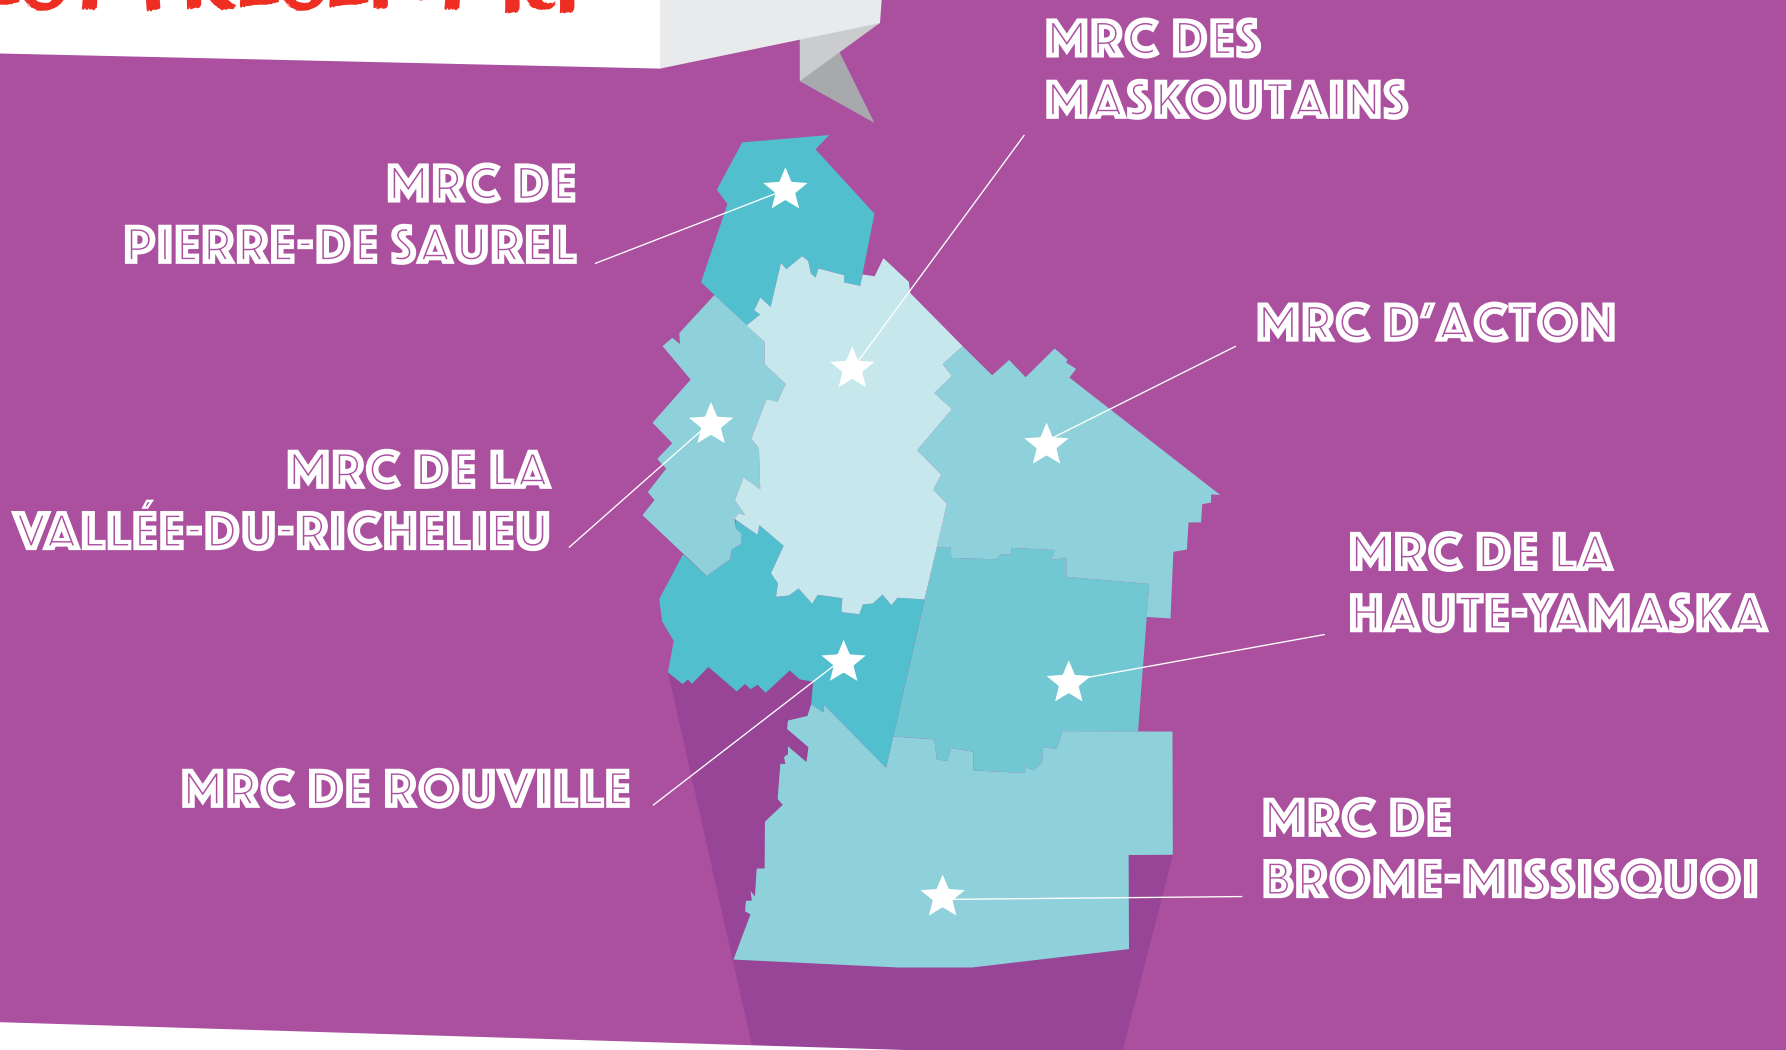 MRC DES
MASKOUTAINS
MRC DE
PIERRE-DE SAUREL
MRC D'ACTON
MRC DE LA
VALLÉE-DU-RICHELIEU
MRC DE LA
HAUTE-YAMASKA
MRC DE ROUVILLE
MRC DE
BROME-MISSISQUOI